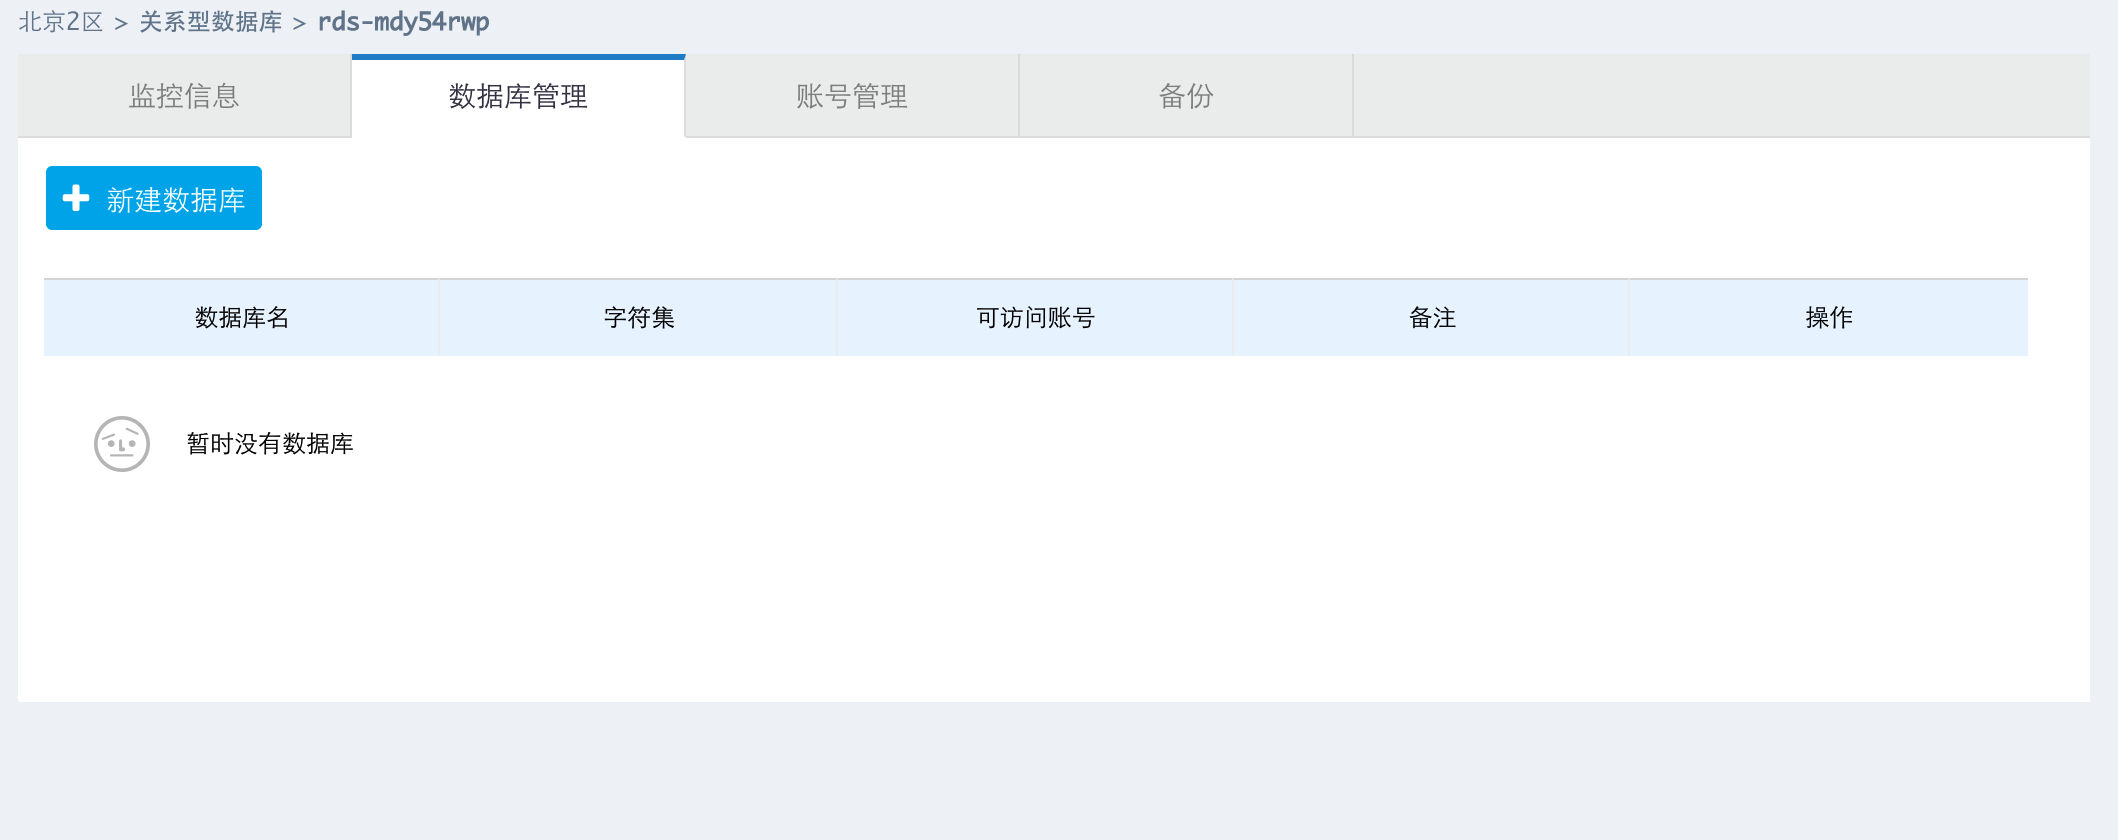 北京2区 > 关系型数据库 > rds-mdy54rwp
监控信息 数据库管理 账号管理 备份
新建数据库
数据库名 字符集 可访问账号 备注 操作
暂时没有数据库